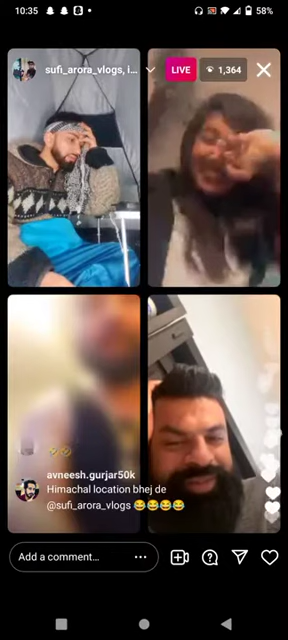 10:35
58%
sufi_arora_vlogs, i...
LIVE
1,364
avneesh.gurjar50k
Himachal location bhej de
@sufi_arora_vlogs 😂😂😂😂
Add a comment...